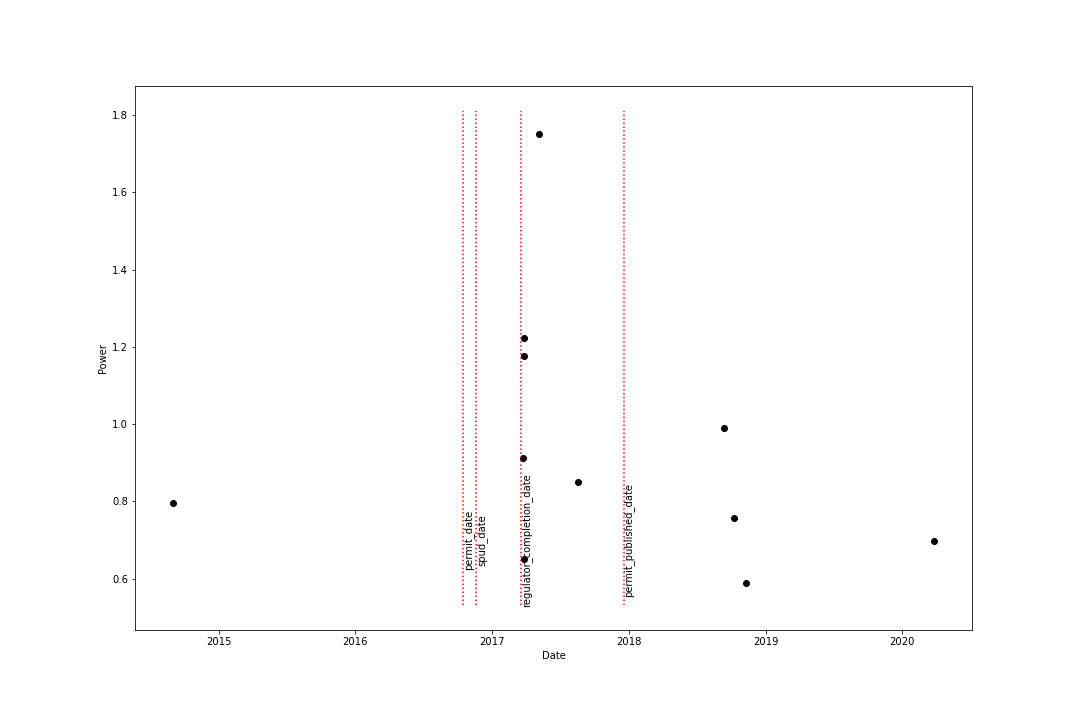 1.8
1.6
1.4
1.2
1.0
0.8
0.6
Power
permit_date
spud_date
regulator_completion_date
permit_published_date
2015
2016
2017
2018
2019
2020
Date